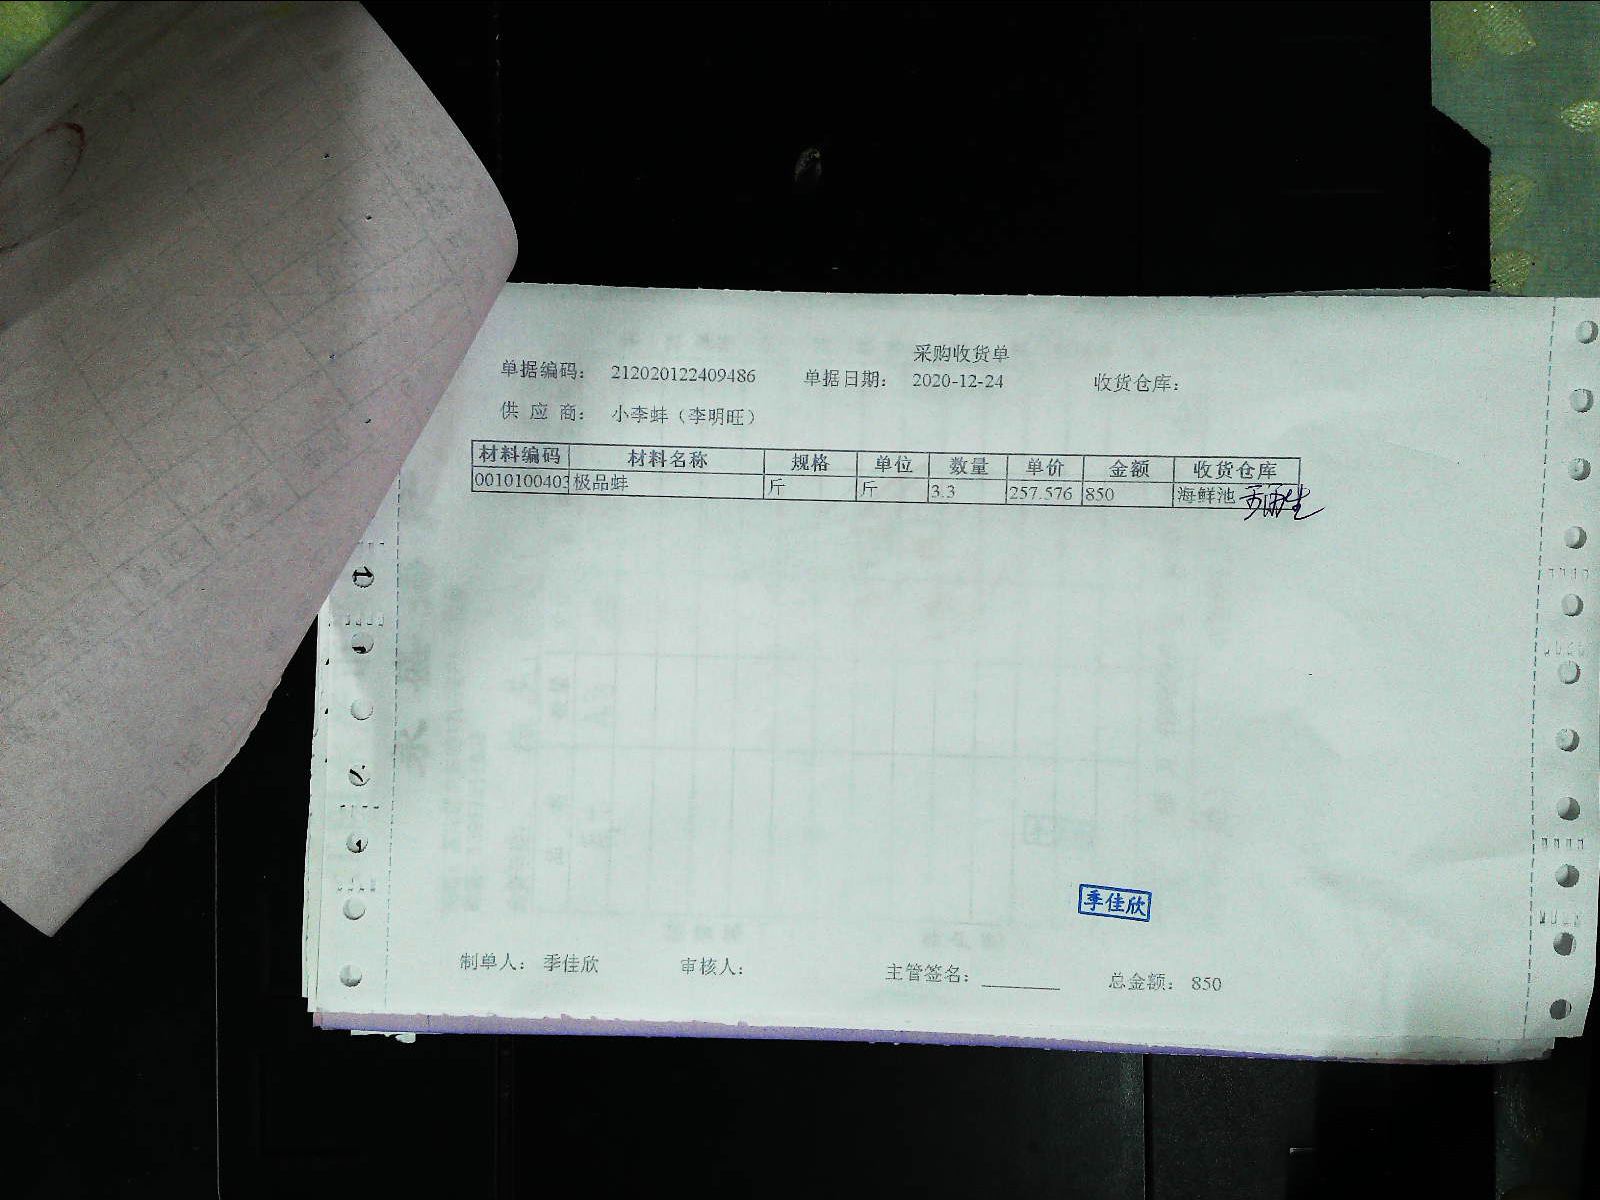 采购收货单
单据编码: 212020122409486 单据日期: 2020-12-24 收货仓库:
供 应 商: 小李蚌（李明旺）
材料编码 材料名称 规格 单位 数量 单价 金额 收货仓库
0010100403 极品蚌 斤 斤 3.3 257.576 850 海鲜池
季佳欣
制单人: 季佳欣 审核人: 主管签名: ________ 总金额: 850